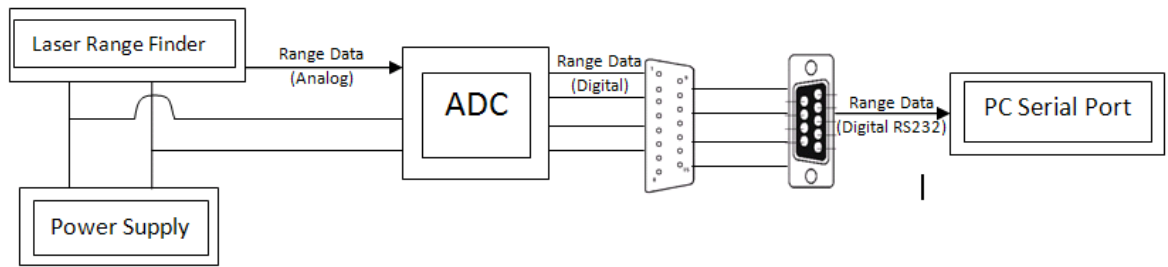 Laser Range Finder
Range Data
(Analog)
ADC
Range Data
(Digital)
Range Data
(Digital RS232)
PC Serial Port
Power Supply